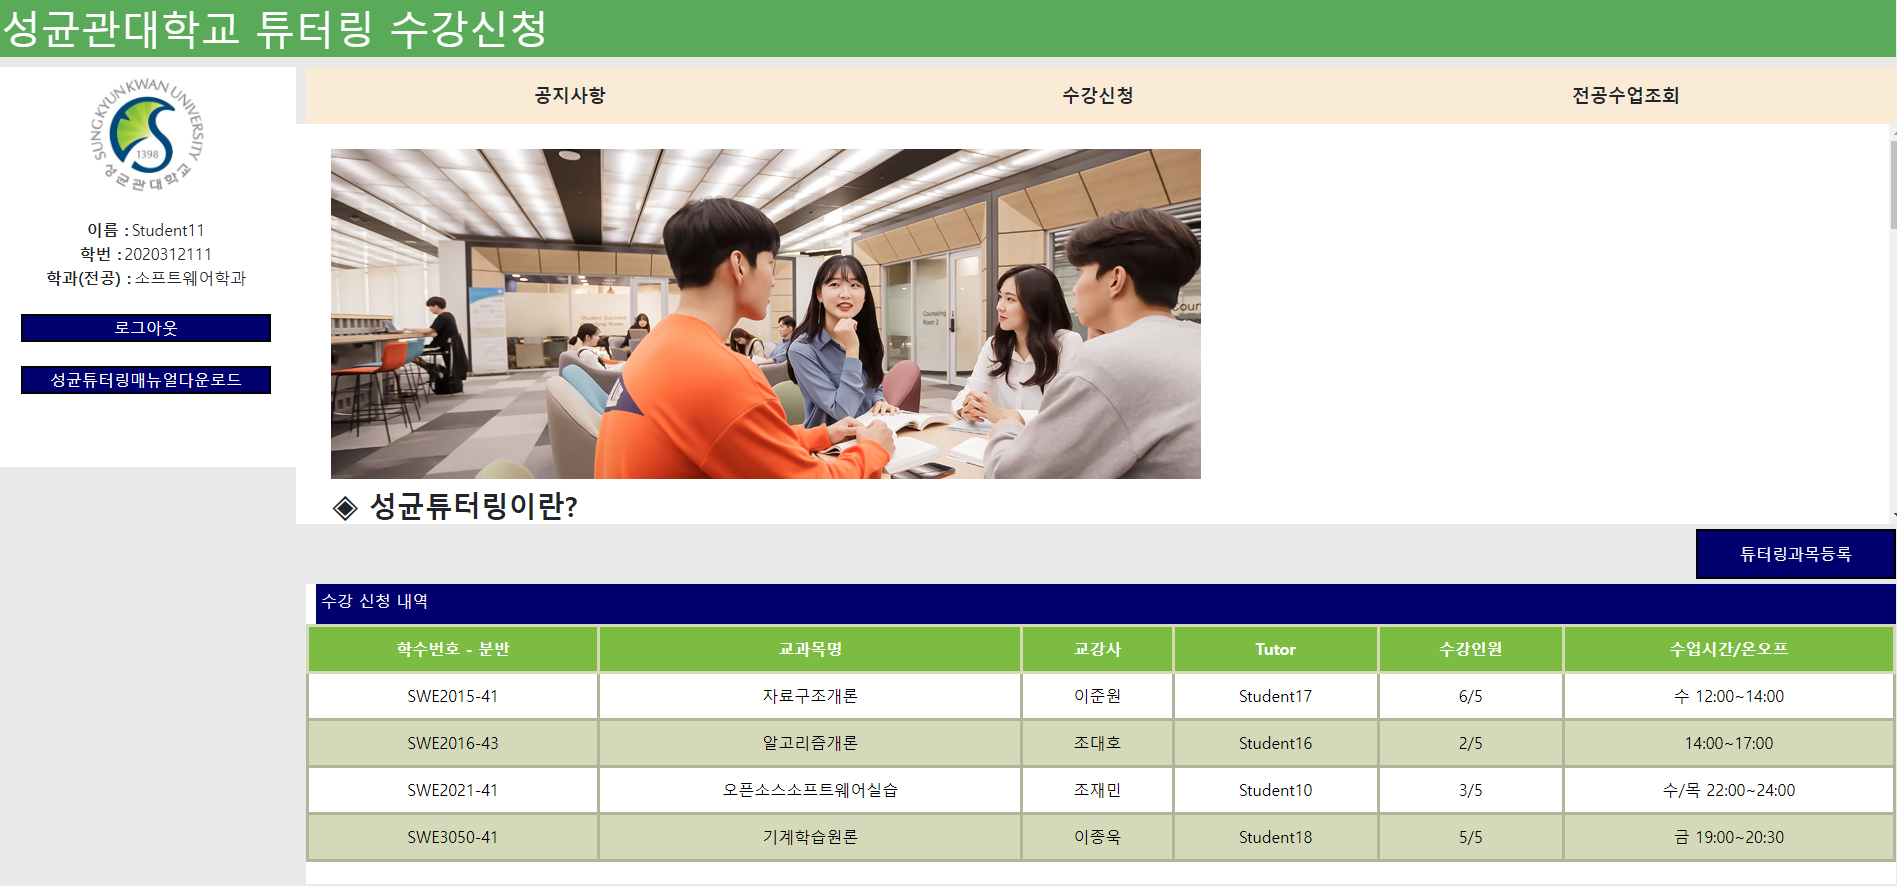 성균관대학교 튜터링 수강신청
공지사항 수강신청 전공수업조회
SUNG KYUN KWAN UNIVERSITY
1398
성균관대학교
이름 : Student11
학번 : 2020312111
학과(전공) : 소프트웨어학과
로그아웃
성균튜터링매뉴얼다운로드
Student Success
Counseling
Room 2
◈ 성균튜터링이란?
튜터링과목등록
수강 신청 내역
학수번호 - 분반 교과목명 교강사 Tutor 수강인원 수업시간/온오프
SWE2015-41 자료구조개론 이준원 Student17 6/5 수 12:00~14:00
SWE2016-43 알고리즘개론 조대호 Student16 2/5 14:00~17:00
SWE2021-41 오픈소스소프트웨어실습 조재민 Student10 3/5 수/목 22:00~24:00
SWE3050-41 기계학습원론 이종욱 Student18 5/5 금 19:00~20:30